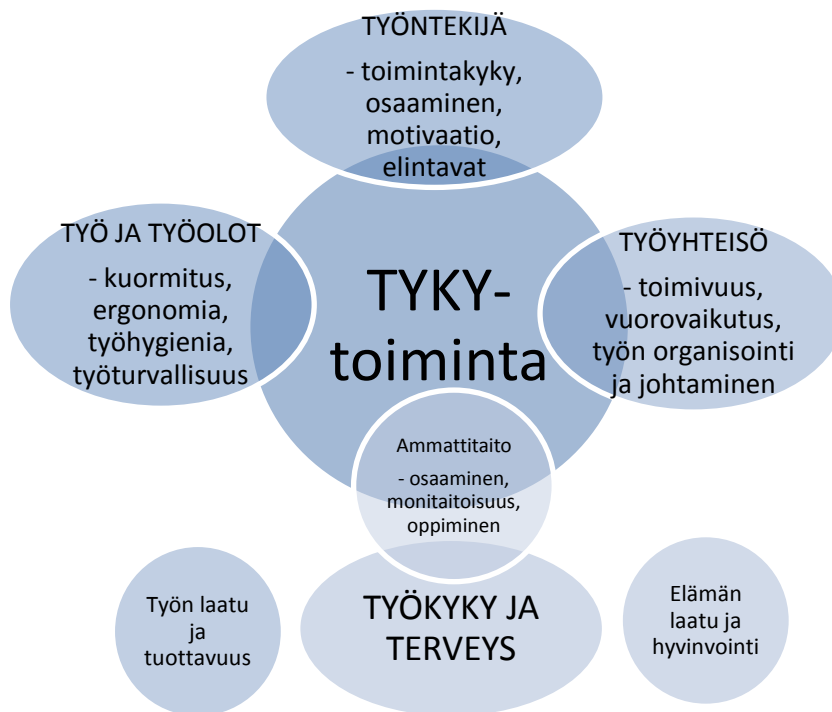 TYÖNTEKIJÄ
- toimintakyky,
osaaminen,
motivaatio,
elintavat
TYÖ JA TYÖOLOT
- kuormitus,
ergonomia,
työhygienia,
työturvallisuus
TYKY-
toiminta
TYÖYHTEISÖ
- toimivuus,
vuorovaikutus,
työn organisointi
ja johtaminen
Ammattitaito
- osaaminen,
monitaitoisuus,
oppiminen
Työn laatu
ja
tuottavuus
TYÖKYKY JA
TERVEYS
Elämän
laatu ja
hyvinvointi